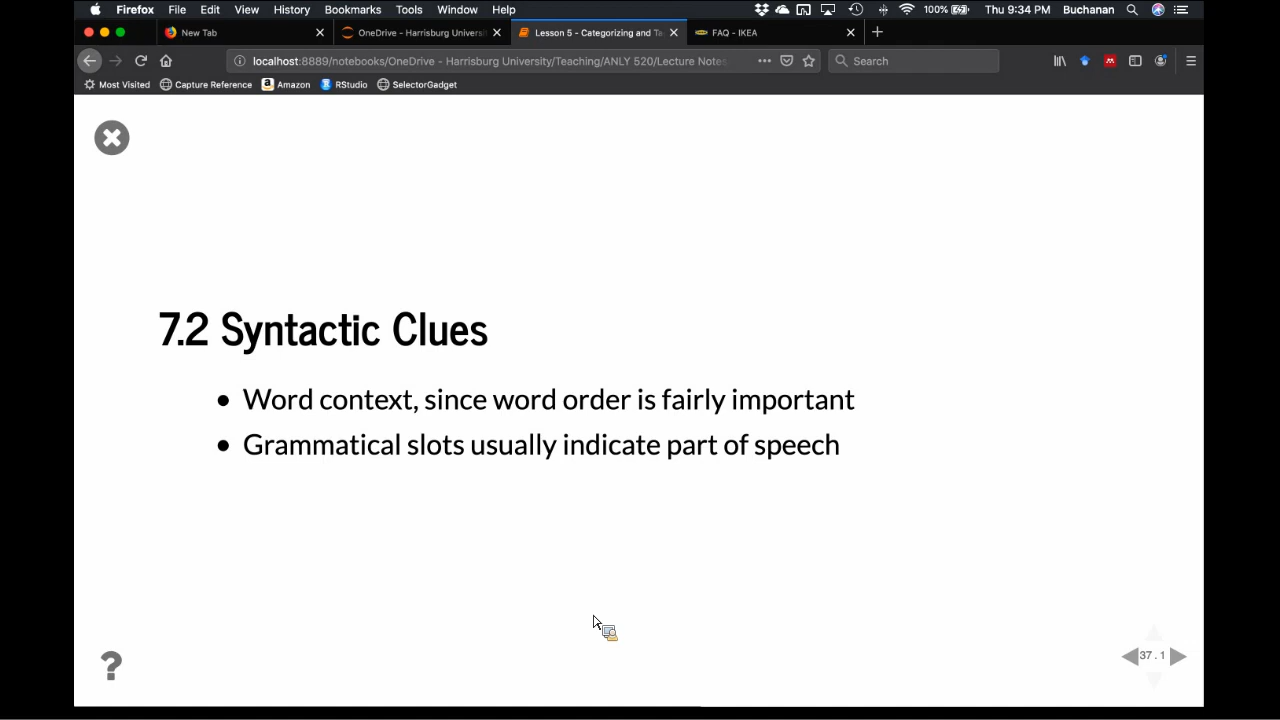 Firefox File Edit View History Bookmarks Tools Window Help 100% Thu 9:34 PM Buchanan
New Tab OneDrive - Harrisburg Universi Lesson 5 - Categorizing and Ta FAQ - IKEA
localhost:8889/notebooks/OneDrive - Harrisburg University/Teaching/ANLY 520/Lecture Notes Search
Most Visited Capture Reference Amazon RStudio SelectorGadget
7.2 Syntactic Clues
• Word context, since word order is fairly important
• Grammatical slots usually indicate part of speech
?
37 . 1